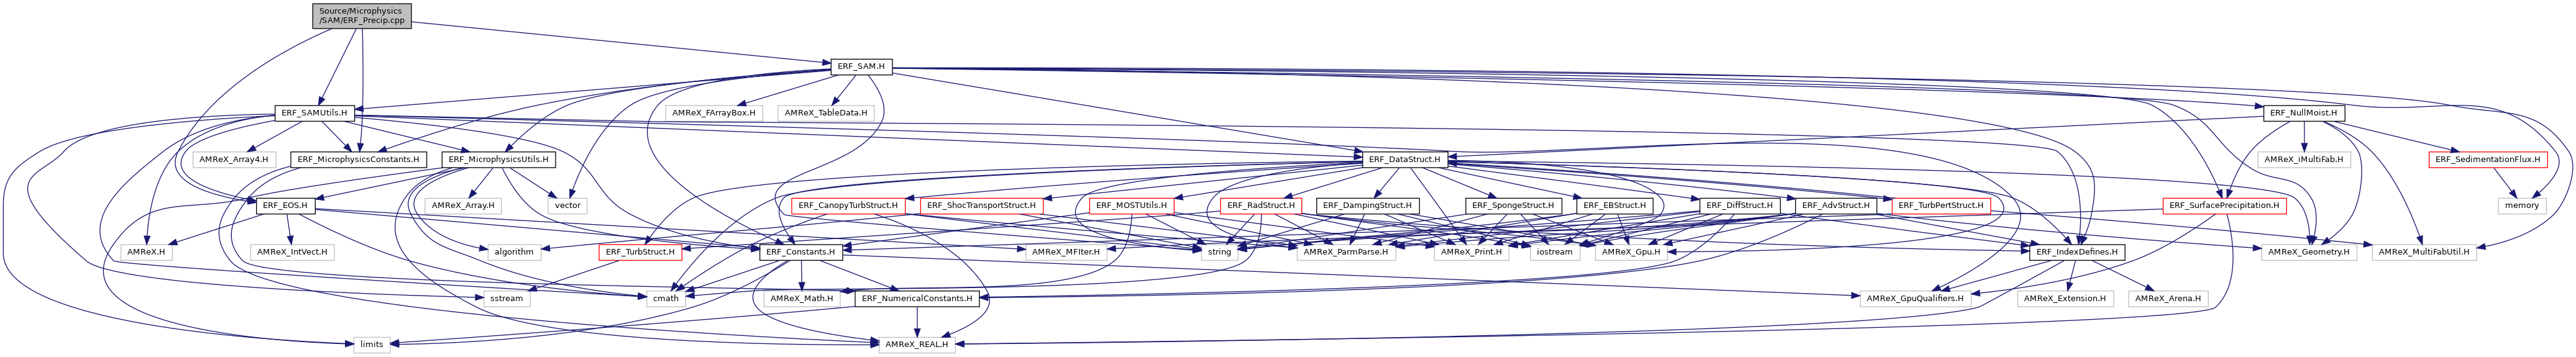 Source/Microphysics
/SAM/ERF_Precip.cpp
ERF_SAM.H
ERF_SAMUtils.H
AMReX_FArrayBox.H
AMReX_TableData.H
ERF_NullMoist.H
AMReX_Array4.H
ERF_MicrophysicsConstants.H
ERF_MicrophysicsUtils.H
ERF_DataStruct.H
AMReX_iMultiFab.H
ERF_SedimentationFlux.H
ERF_EOS.H
AMReX_Array.H
vector
ERF_CanopyTurbStruct.H
ERF_ShocTransportStruct.H
ERF_MOSTUtils.H
ERF_RadStruct.H
ERF_DampingStruct.H
ERF_SpongeStruct.H
ERF_EBStruct.H
ERF_DiffStruct.H
ERF_AdvStruct.H
ERF_TurbPertStruct.H
ERF_SurfacePrecipitation.H
memory
AMReX.H
AMReX_IntVect.H
algorithm
ERF_TurbStruct.H
ERF_Constants.H
AMReX_MFIter.H
string
AMReX_ParmParse.H
AMReX_Print.H
iostream
AMReX_Gpu.H
ERF_IndexDefines.H
AMReX_Geometry.H
AMReX_MultiFabUtil.H
sstream
cmath
AMReX_Math.H
ERF_NumericalConstants.H
AMReX_GpuQualifiers.H
AMReX_Extension.H
AMReX_Arena.H
limits
AMReX_REAL.H